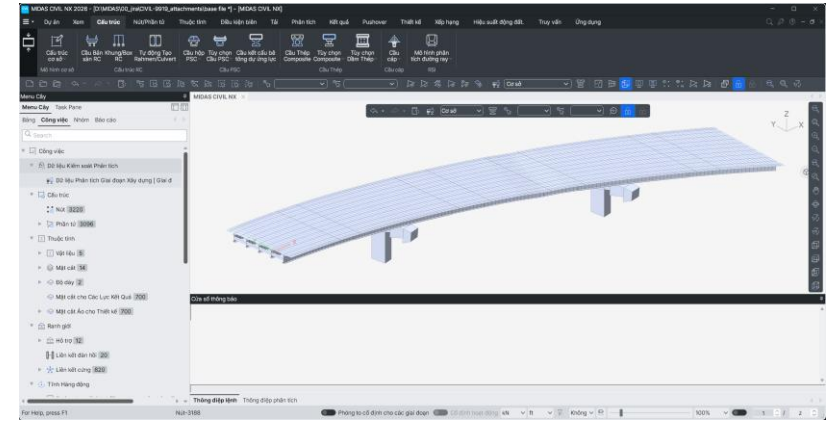 MIDAS CIVIL NX 2026 - [D:\MIDAS\00_jira\CIVIL-9919_attachments\base file *] - [MIDAS CIVIL NX]
Dự án Xem Cấu trúc Nút/Phần tử Thuộc tính Điều kiện biên Tải Phân tích Kết quả Pushover Thiết kế Xếp hạng Hiệu suất động đất. Truy vấn Ứng dụng
Cấu trúc cơ sở
Cầu Bản sàn RC
Khung/Box RC
Tự động Tạo Rahmen/Culvert
Cầu hộp PSC
Tùy chọn Cầu PSC
Cầu kết cấu bê tông dự ứng lực
Cầu Thép Composite
Tùy chọn Composite
Tùy chọn Dầm Thép
Cầu cáp
Mô hình phân tích đường ray
Mô hình cơ sở Cấu trúc RC Cầu PSC Cầu Thép Cầu cáp RSI
Cơ sở
Menu Cây
MIDAS CIVIL NX
Menu Cây Task Pane
Bảng Công việc Nhóm Báo cáo
Search
Cơ sở
Z
Y
X
Công việc
Dữ liệu Kiểm soát Phân tích
Dữ liệu Phân tích Giai đoạn Xây dựng [ Giai đ
Cấu trúc
Nút 3220
Phần tử 3096
Thuộc tính
Vật liệu 5
Mặt cắt 14
Độ dày 2
Mặt cắt cho Các Lực Kết Quả 700
Mặt cắt Ảo cho Thiết kế 700
Ranh giới
Hỗ trợ 12
Liên kết đàn hồi 20
Liên kết cứng 620
Tĩnh Hàng động
Cửa sổ thông báo
Thông điệp lệnh Thông điệp phân tích
For Help, press F1
Nút-3188
Phóng to cố định cho các giai đoạn
Cố định hoạt động
kN
ft
Không
100%
1 / 2